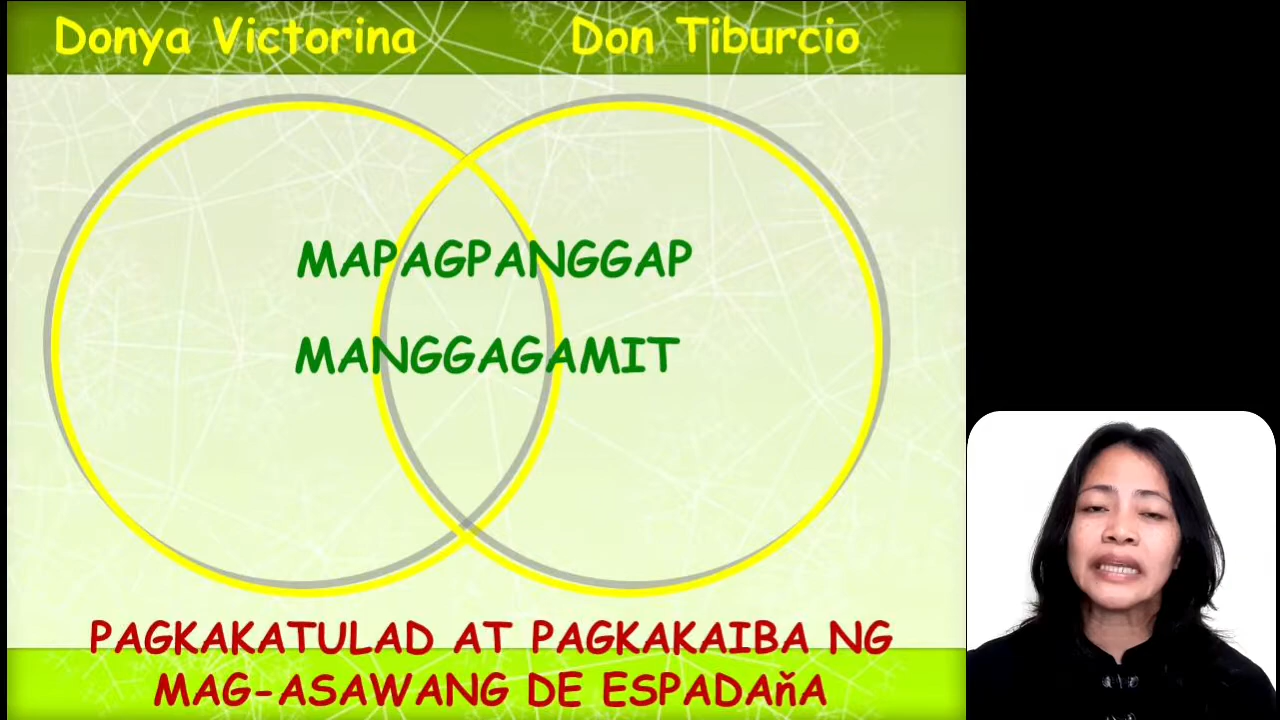 Donya Victorina Don Tiburcio
MAPAGPANGGAP
MANGGAGAMIT
PAGKAKATULAD AT PAGKAKAIBA NG
MAG-ASAWANG DE ESPADAňA